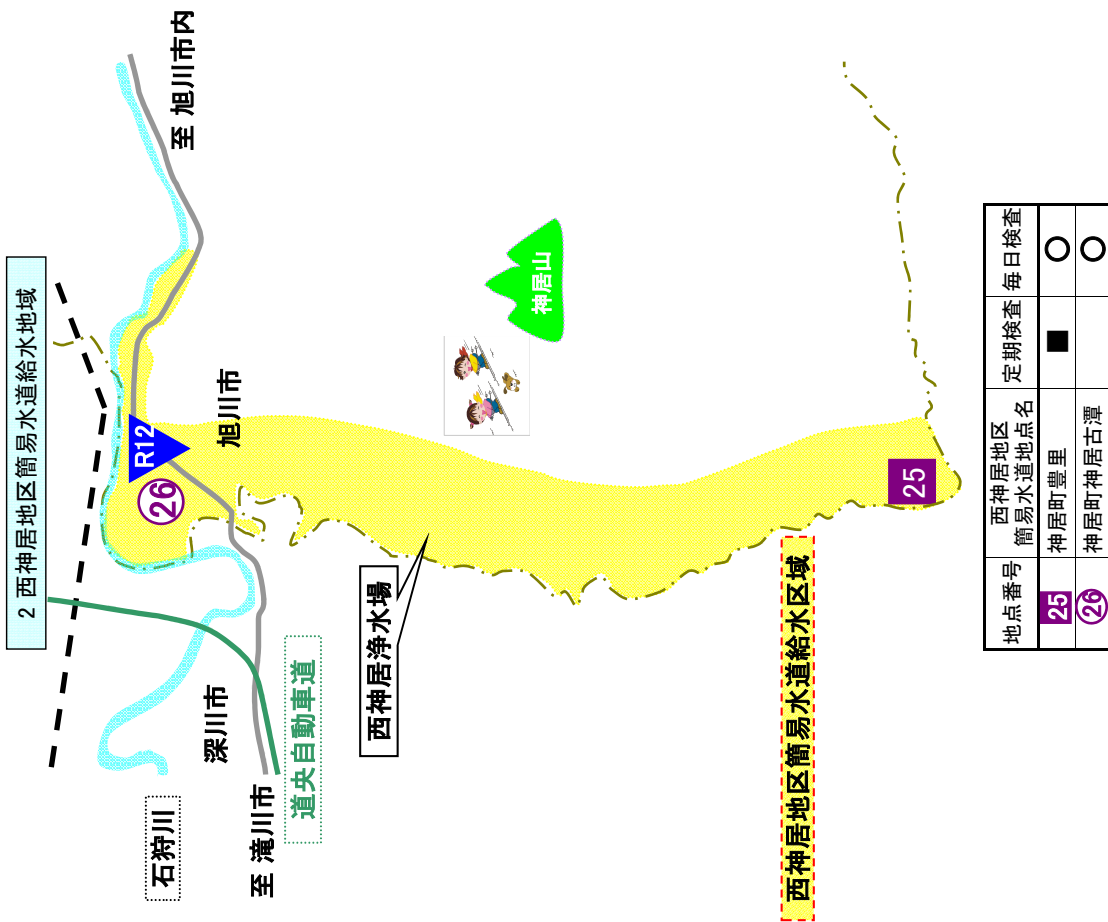 2 西神居地区簡易水道給水地域
至 旭川市内
R12
26
旭川市
神居山
25
西神居浄水場
深川市
道央自動車道
石狩川
至 滝川市
西神居地区簡易水道給水区域
地点番号 西神居地区 定期検査 毎日検査
簡易水道地点名
25 神居町豊里 ■ ○
26 神居町神居古潭 ○